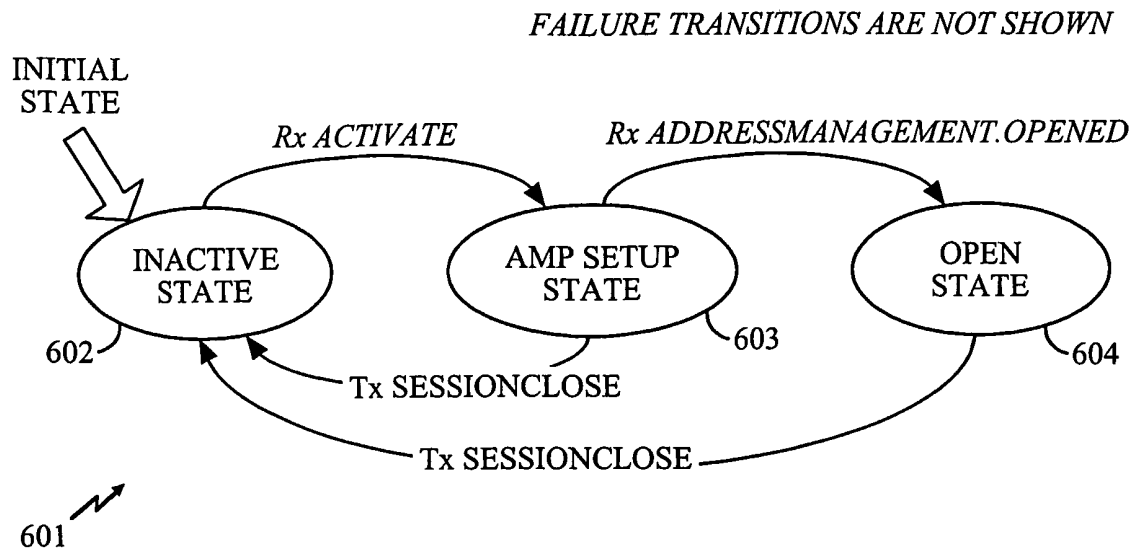 FAILURE TRANSITIONS ARE NOT SHOWN
INITIAL
STATE
Rx ACTIVATE
Rx ADDRESSMANAGEMENT.OPENED
INACTIVE
STATE
AMP SETUP
STATE
OPEN
STATE
602
603
604
Tx SESSIONCLOSE
Tx SESSIONCLOSE
601